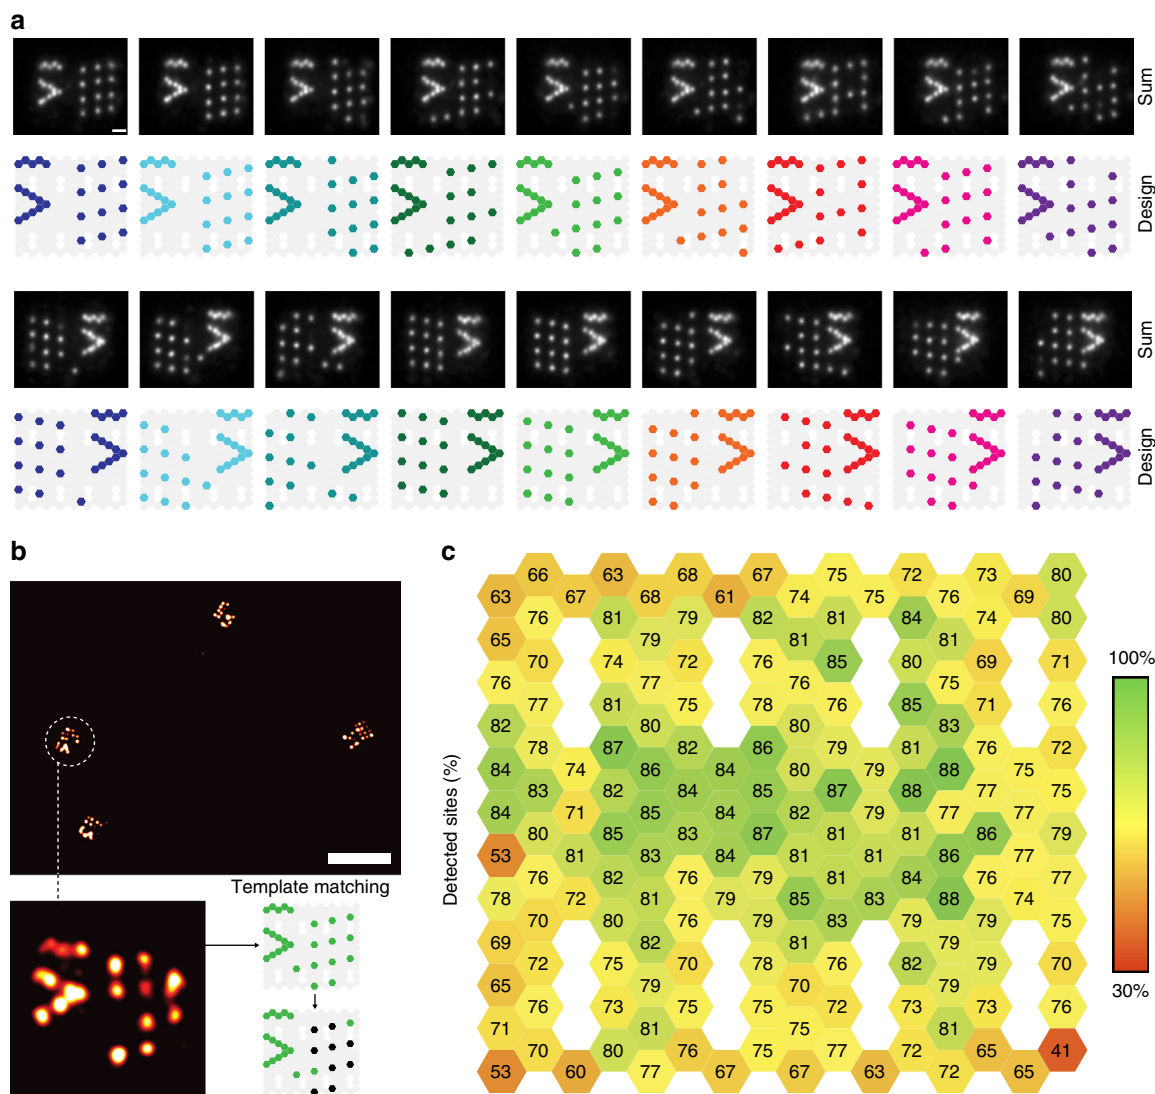 a
Sum
Design
Sum
Design
b
Template matching
c
Detected sites (%)
66 63 68 67 75 72 73 80
63 67 68 61 74 75 76 69
76 81 79 82 81 84 74 80
65 79 81 81
70 74 72 76 85 80 69 71
76 77 76 75
77 81 75 78 76 85 71 76
82 80 80 83
78 87 82 86 79 81 76 72
84 74 86 84 80 79 88 75
83 82 84 85 87 88 77 75
84 71 85 84 82 79 77 77
80 85 83 87 81 81 86 79
53 81 83 84 81 81 86 77
76 82 76 79 85 84 76 77
78 72 81 79 85 83 88 74
70 80 76 79 83 79 79 75
69 82 81 79
72 75 70 78 76 82 79 70
65 79 70 79
76 73 75 75 72 73 73 76
71 81 75 81
70 80 76 75 77 72 65 41
53 60 77 67 67 63 72 65
100%
30%